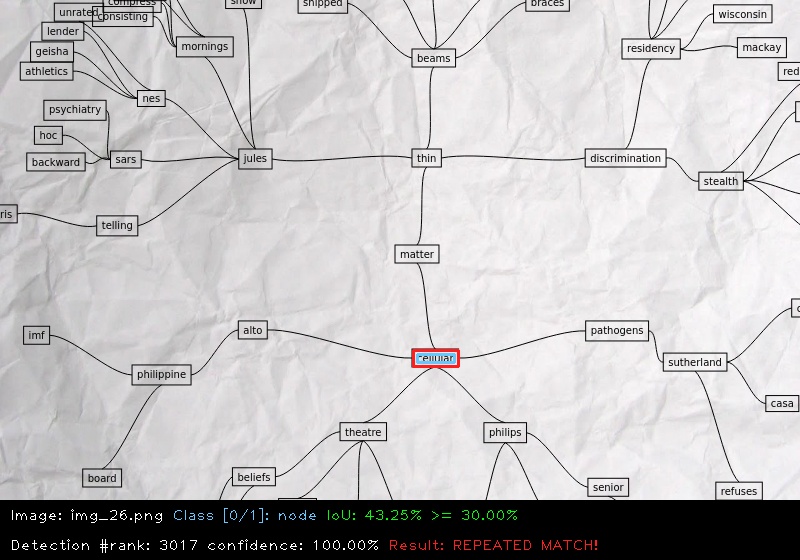 compress
show
shipped
braces
unrated
consisting
wisconsin
lender
mornings
geisha
residency
mackay
beams
athletics
red
nes
psychiatry
hoc
backward
sars
jules
thin
discrimination
stealth
ris
telling
matter
imf
alto
cellular
pathogens
philippine
sutherland
casa
theatre
philips
board
beliefs
senior
refuses
Image: img_26.png Class [0/1]: node IoU: 43.25% >= 30.00%
Detection #rank: 3017 confidence: 100.00% Result: REPEATED MATCH!